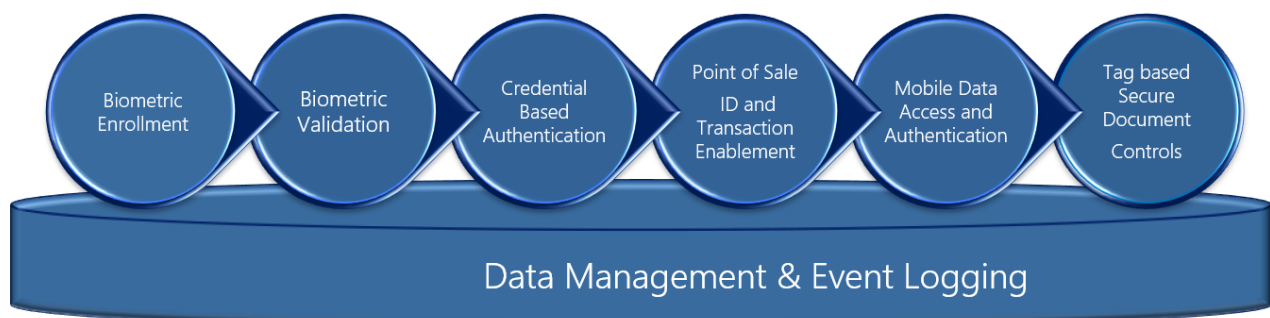 Biometric
Enrollment
Biometric
Validation
Credential
Based
Authentication
Point of Sale
ID and
Transaction
Enablement
Mobile Data
Access and
Authentication
Tag based
Secure
Document
Controls
Data Management & Event Logging